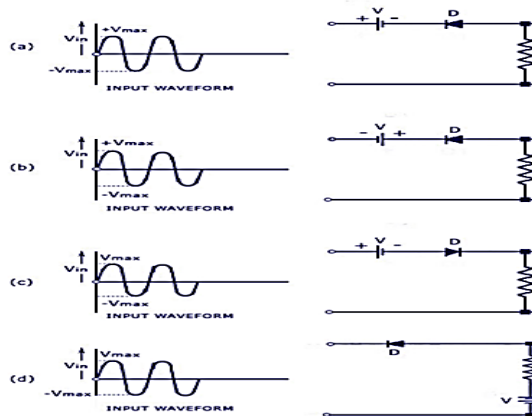 +Vmax
(a) Vin
-Vmax
INPUT WAVEFORM
+ V - D
+Vmax
(b) Vin
-Vmax
INPUT WAVEFORM
- V + D
Vmax
(c) Vin
-Vmax
INPUT WAVEFORM
+ V - D
Vmax
(d) Vin
-Vmax
INPUT WAVEFORM
D
V